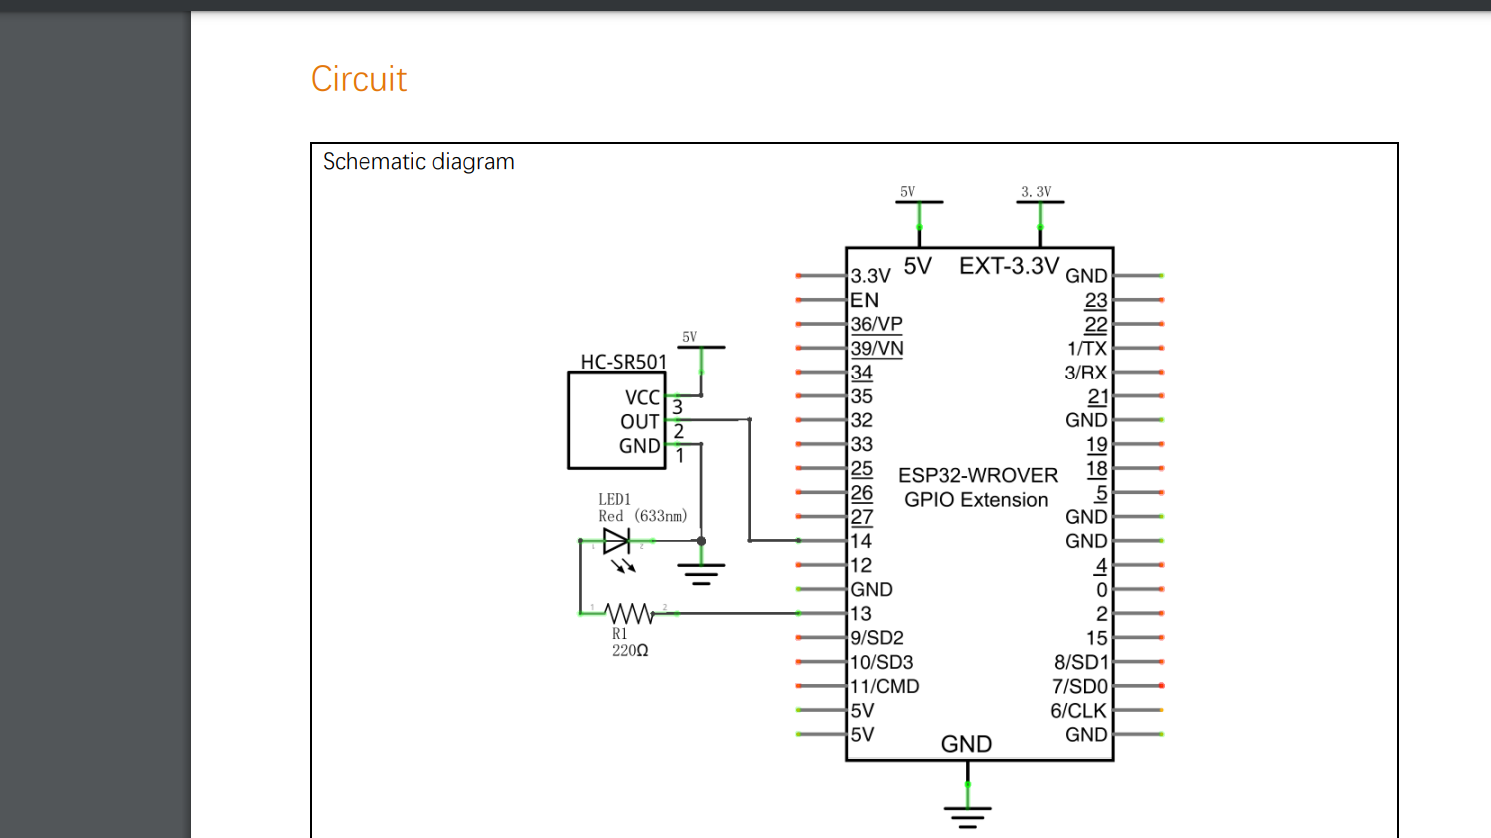 Circuit
Schematic diagram
5V
3.3V
5V
EXT-3.3V
3.3V
EN
36/VP
39/VN
34
35
32
33
25
26
27
14
12
GND
13
9/SD2
10/SD3
11/CMD
5V
5V
ESP32-WROVER
GPIO Extension
GND
GND
23
22
1/TX
3/RX
21
GND
19
18
5
GND
GND
4
0
2
15
8/SD1
7/SD0
6/CLK
GND
5V
HC-SR501
VCC
3
OUT
2
GND
1
LED1
Red (633nm)
1
2
1
2
R1
220Ω